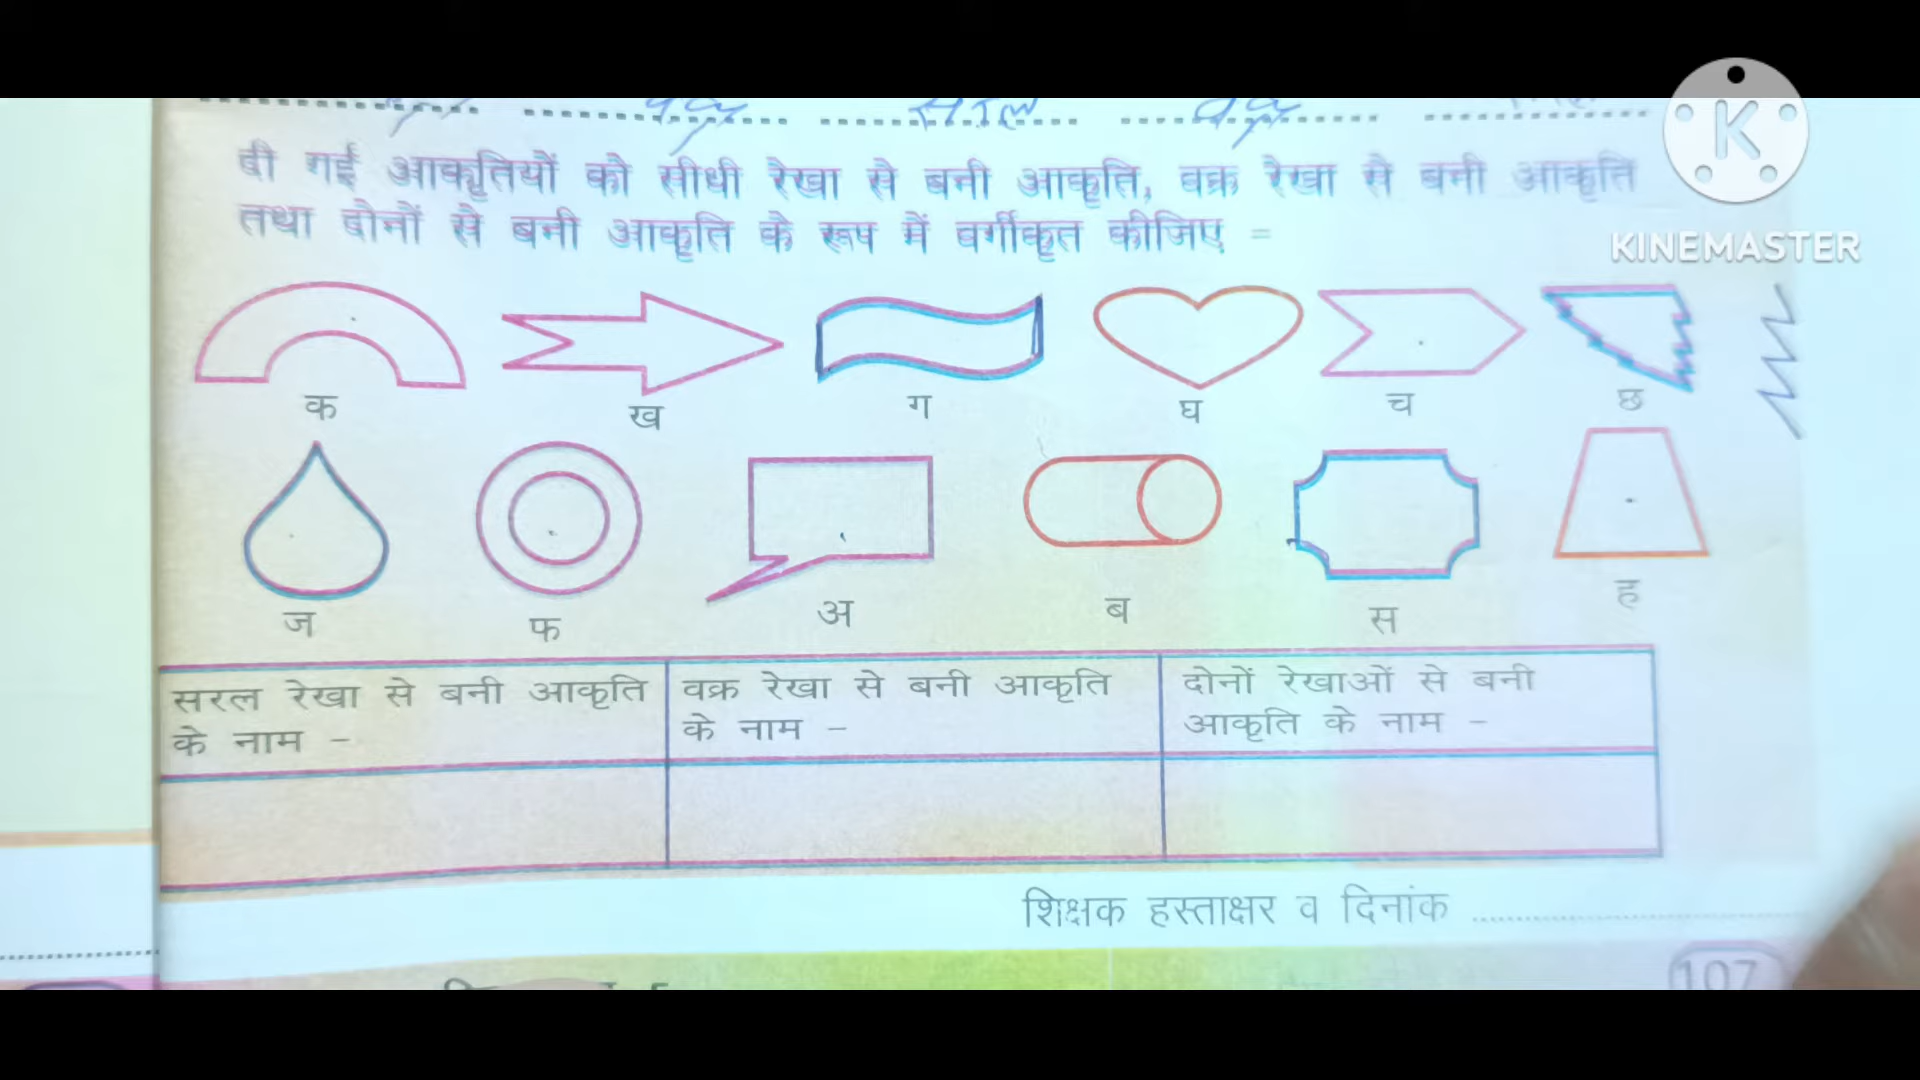 सरल
दी गई आकृतियों को सीधी रेखा से बनी आकृति, वक्र रेखा से बनी आकृति
तथा दोनों से बनी आकृति के रूप में वर्गीकृत कीजिए =
K
KINEMASTER
क ख ग घ च छ
ज फ अ ब स ह
सरल रेखा से बनी आकृति
के नाम –
वक्र रेखा से बनी आकृति
के नाम –
दोनों रेखाओं से बनी
आकृति के नाम –
शिक्षक हस्ताक्षर व दिनांक
107